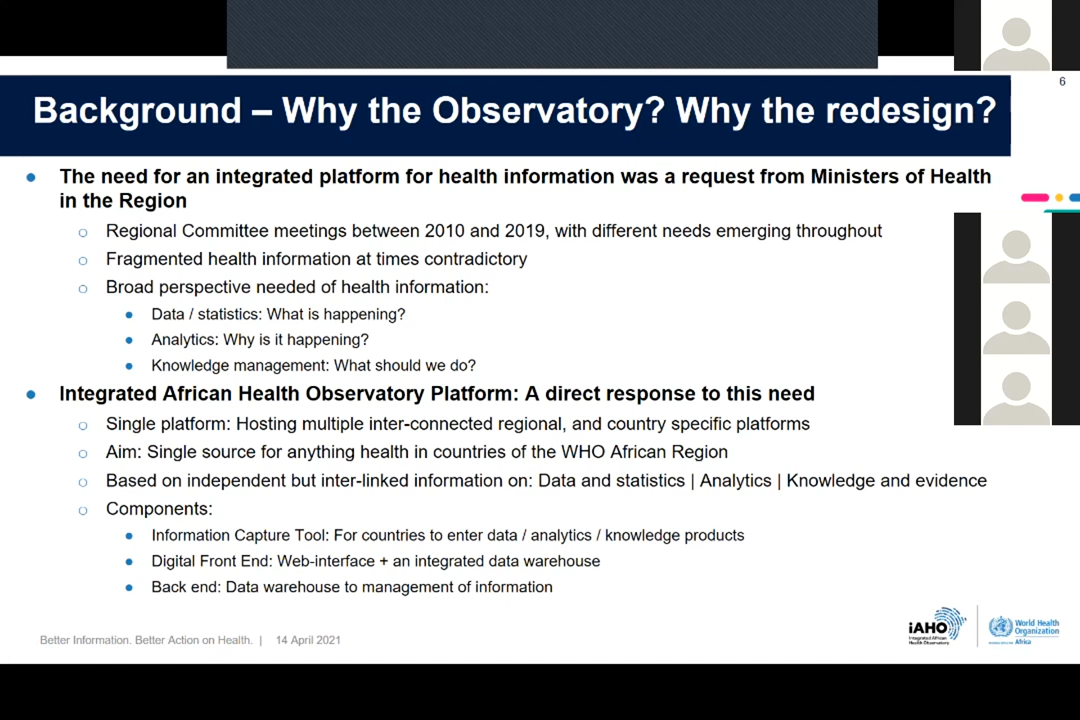 6
Background – Why the Observatory? Why the redesign?
The need for an integrated platform for health information was a request from Ministers of Health
in the Region
Regional Committee meetings between 2010 and 2019, with different needs emerging throughout
Fragmented health information at times contradictory
Broad perspective needed of health information:
Data / statistics: What is happening?
Analytics: Why is it happening?
Knowledge management: What should we do?
Integrated African Health Observatory Platform: A direct response to this need
Single platform: Hosting multiple inter-connected regional, and country specific platforms
Aim: Single source for anything health in countries of the WHO African Region
Based on independent but inter-linked information on: Data and statistics | Analytics | Knowledge and evidence
Components:
Information Capture Tool: For countries to enter data / analytics / knowledge products
Digital Front End: Web-interface + an integrated data warehouse
Back end: Data warehouse to management of information
Better Information. Better Action on Health. | 14 April 2021
iAHO
Integrated African
Health Observatory
World Health
Organization
Africa